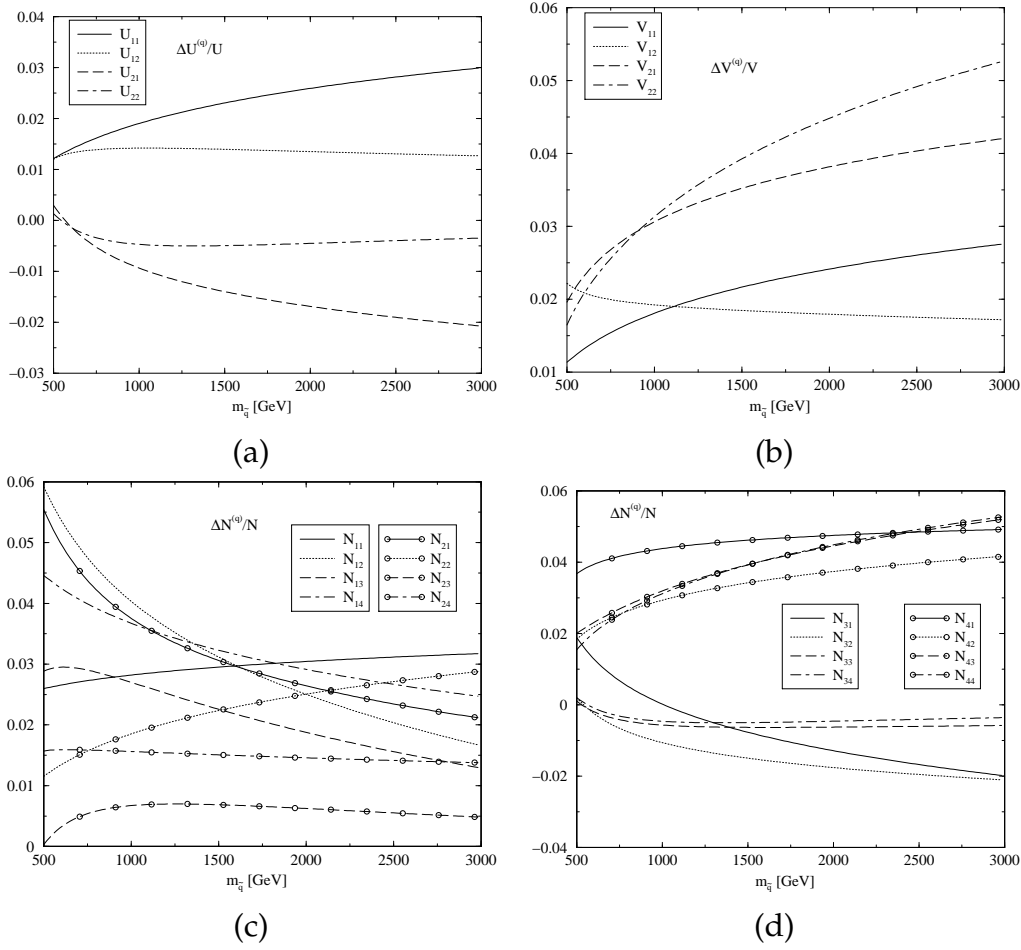 0.04
0.03
0.02
0.01
0.00
−0.01
−0.02
−0.03
U₁₁
U₁₂
U₂₁
U₂₂
ΔU⁽q⁾/U
500 1000 1500 2000 2500 3000
m_q̃ [GeV]
(a)
0.06
0.05
0.04
0.03
0.02
0.01
V₁₁
V₁₂
V₂₁
V₂₂
ΔV⁽q⁾/V
500 1000 1500 2000 2500 3000
m_q̃ [GeV]
(b)
0.06
0.05
0.04
0.03
0.02
0.01
0
ΔN⁽q⁾/N
N₁₁ N₂₁
N₁₂ N₂₂
N₁₃ N₂₃
N₁₄ N₂₄
500 1000 1500 2000 2500 3000
m_q̃ [GeV]
(c)
0.06
0.04
0.02
0
−0.02
−0.04
ΔN⁽q⁾/N
N₃₁ N₄₁
N₃₂ N₄₂
N₃₃ N₄₃
N₃₄ N₄₄
500 1000 1500 2000 2500 3000
m_q̃ [GeV]
(d)